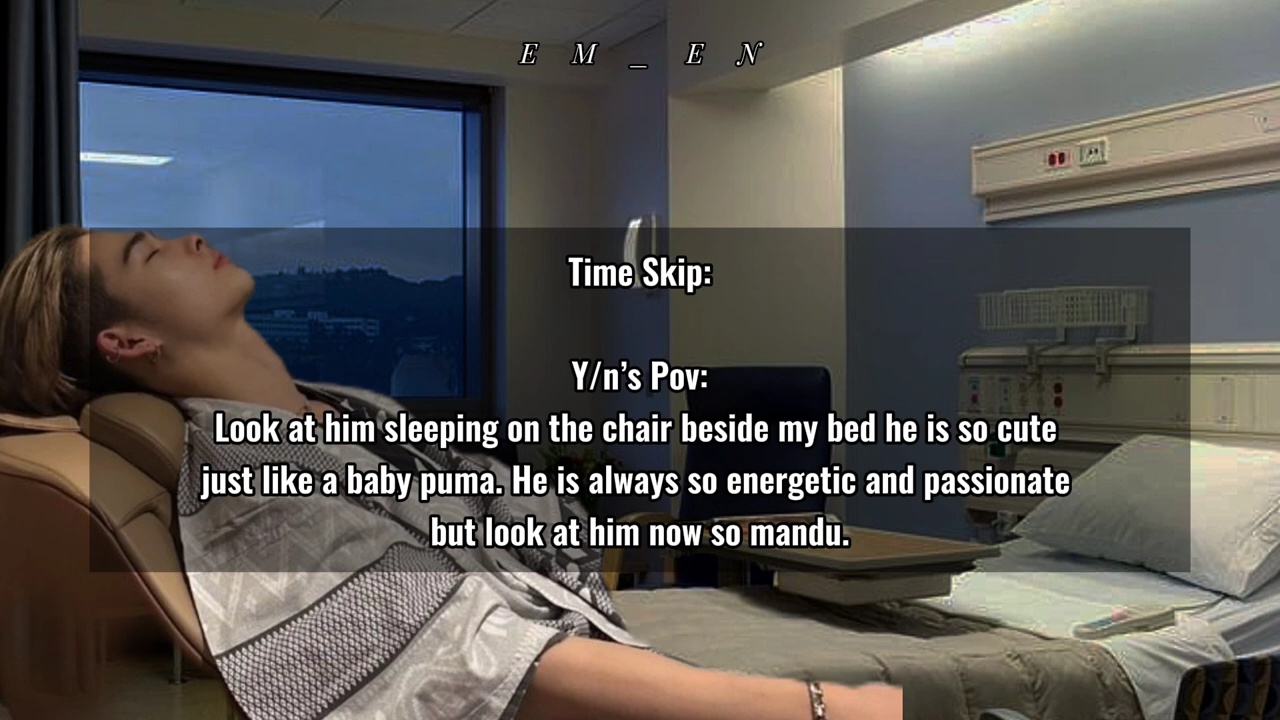 E M _ E N
Time Skip:
Y/n’s Pov:
Look at him sleeping on the chair beside my bed he is so cute
just like a baby puma. He is always so energetic and passionate
but look at him now so mandu.